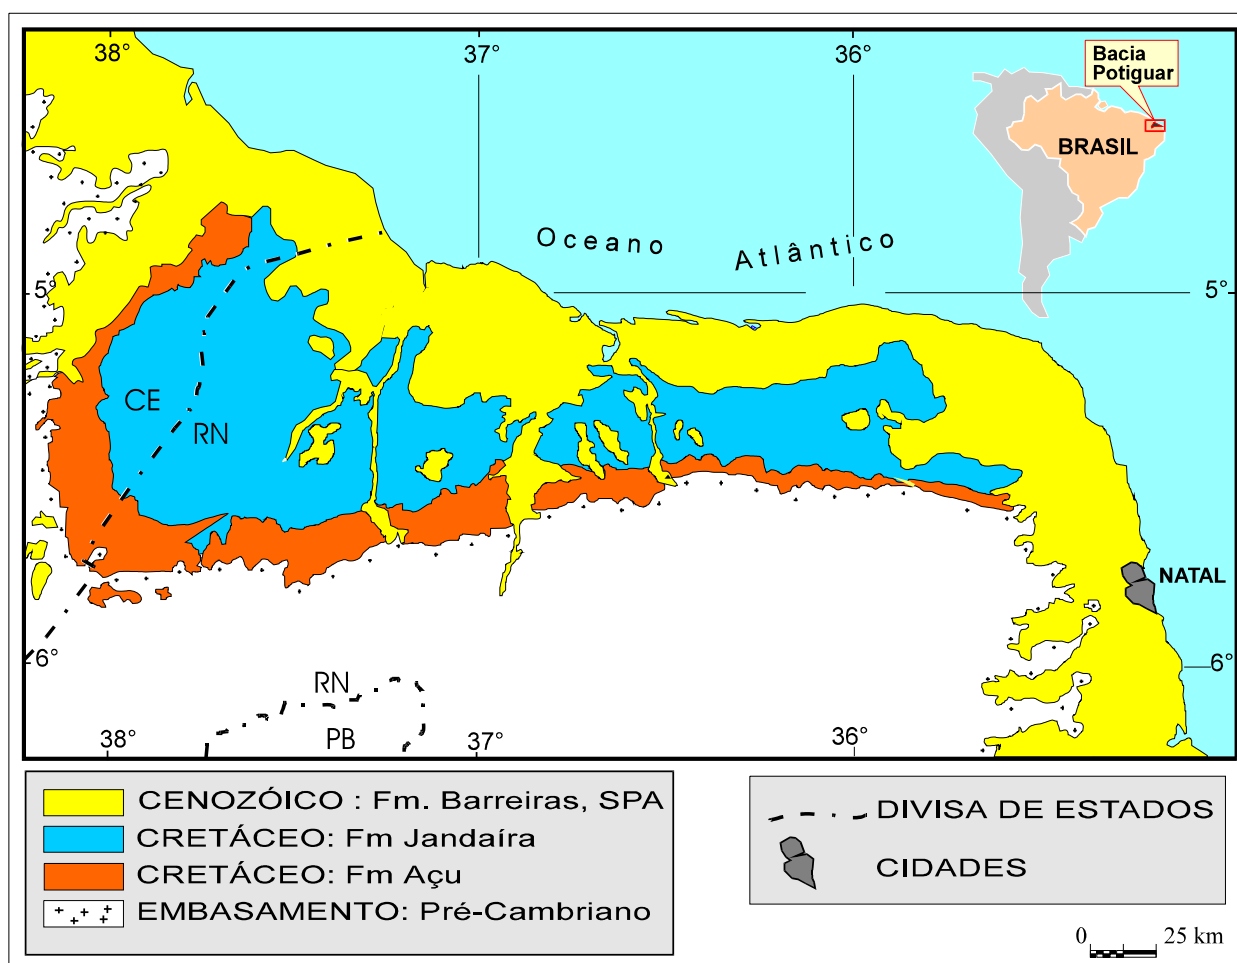 38°
37°
36°
Bacia
Potiguar
BRASIL
Oceano
Atlântico
5°
5°
CE
RN
NATAL
6°
6°
RN
PB
38°
37°
36°
CENOZÓICO : Fm. Barreiras, SPA
CRETÁCEO: Fm Jandaíra
CRETÁCEO: Fm Açu
EMBASAMENTO: Pré-Cambriano
DIVISA DE ESTADOS
CIDADES
0 25 km